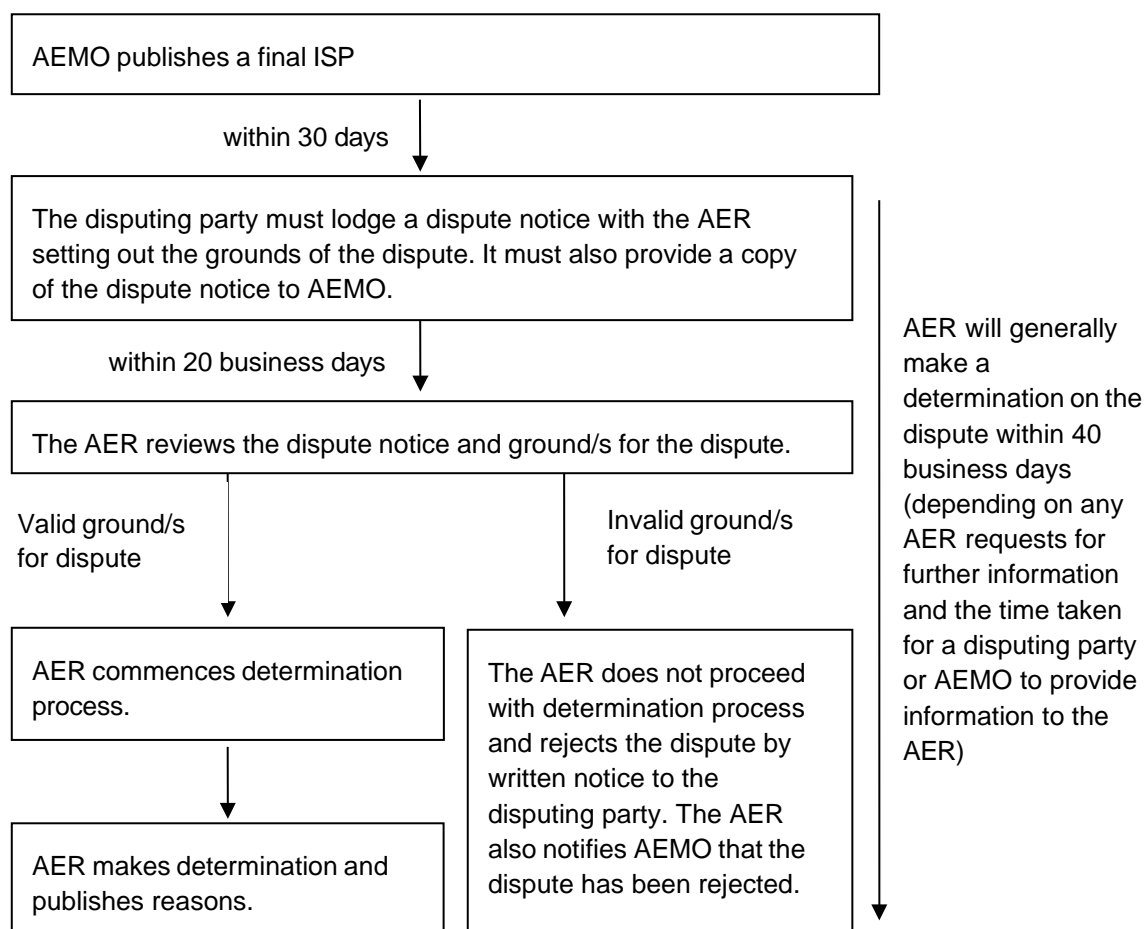 AEMO publishes a final ISP
within 30 days
The disputing party must lodge a dispute notice with the AER
setting out the grounds of the dispute. It must also provide a copy
of the dispute notice to AEMO.
within 20 business days
The AER reviews the dispute notice and ground/s for the dispute.
Valid ground/s
for dispute
Invalid ground/s
for dispute
AER commences determination
process.
AER makes determination and
publishes reasons.
The AER does not proceed
with determination process
and rejects the dispute by
written notice to the
disputing party. The AER
also notifies AEMO that the
dispute has been rejected.
AER will generally
make a
determination on the
dispute within 40
business days
(depending on any
AER requests for
further information
and the time taken
for a disputing party
or AEMO to provide
information to the
AER)